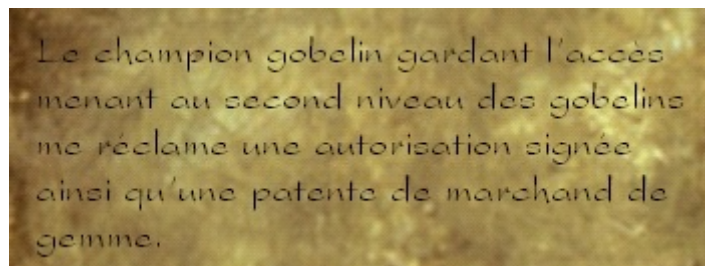 Le champion gobelin gardant l'accès
menant au second niveau des gobelins
me réclame une autorisation signée
ainsi qu'une patente de marchand de
gemme.